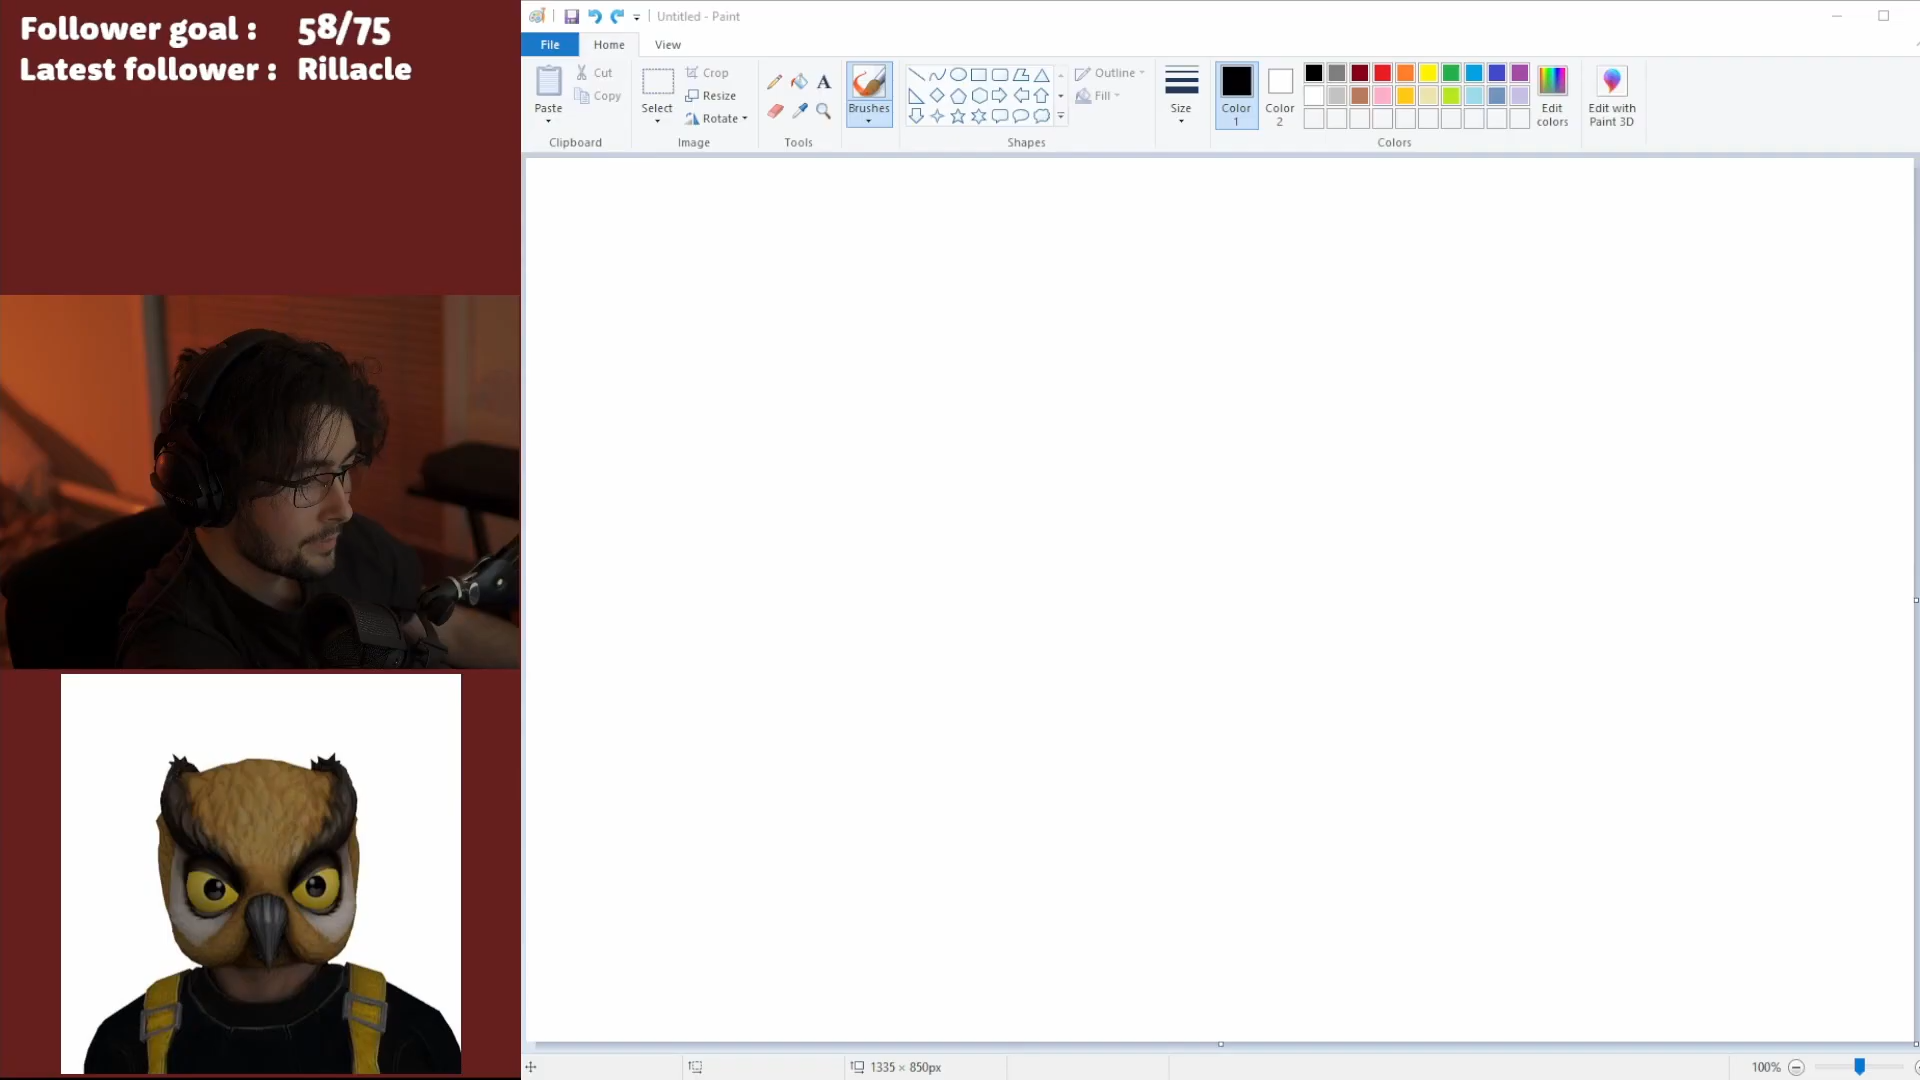 Follower goal : 58/75
Latest follower : Rillacle
Untitled - Paint
File Home View
Paste
Cut
Copy
Clipboard
Select
Crop
Resize
Rotate
Image
A
Tools
Brushes
Shapes
Outline
Fill
Size
Color 1
Color 2
Edit colors
Colors
Edit with Paint 3D
1335 × 850px
100%